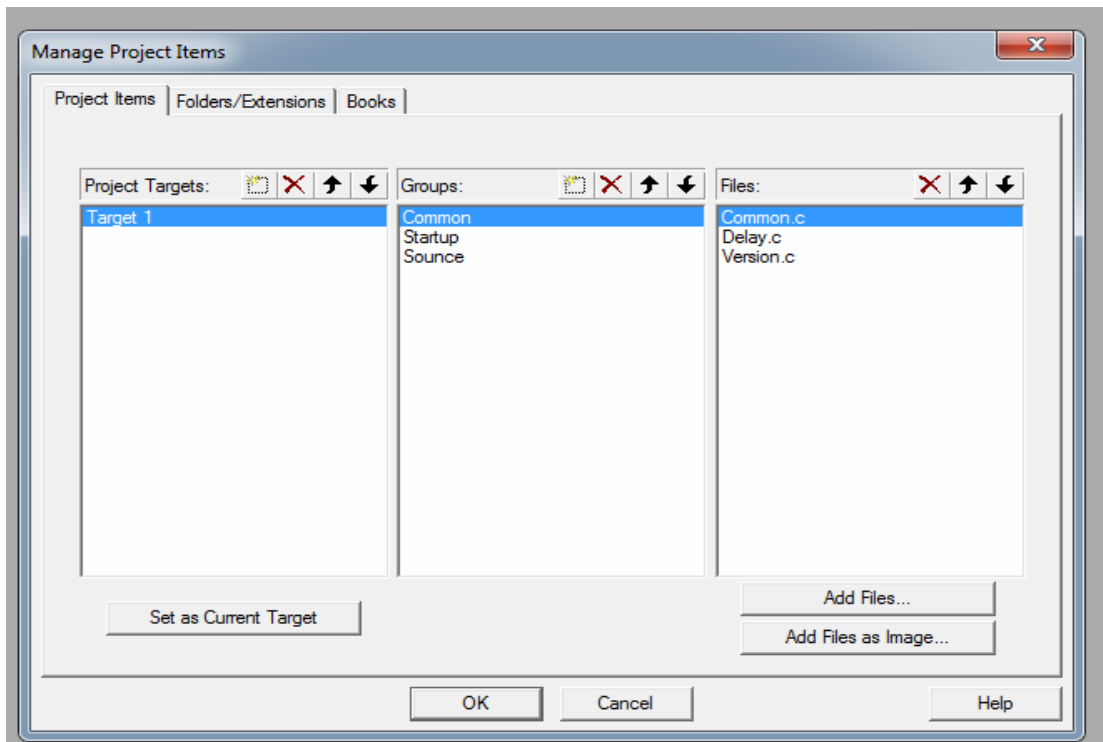 Manage Project Items
Project Items Folders/Extensions Books
Project Targets: Groups: Files:
Target 1 Common Common.c
Startup Delay.c
Sounce Version.c
Set as Current Target Add Files...
Add Files as Image...
OK Cancel Help